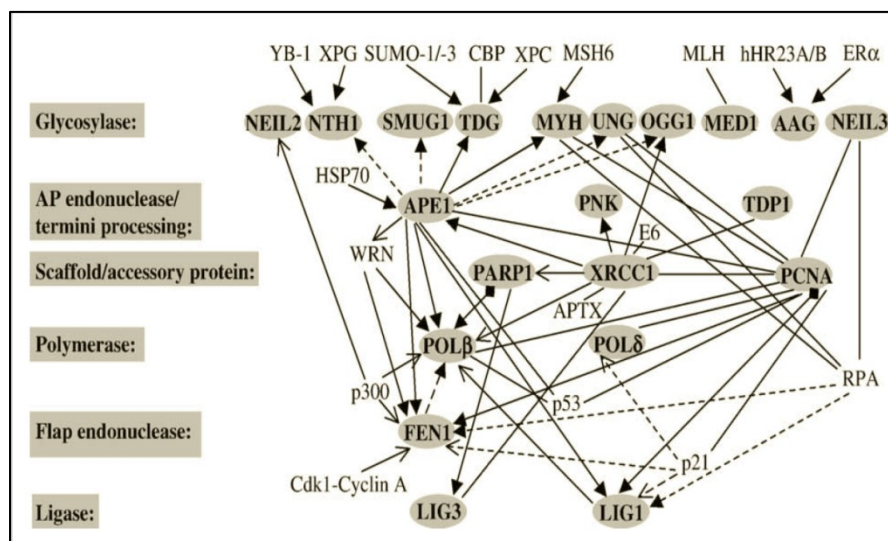 YB-1 XPG SUMO-1/-3 CBP XPC MSH6 MLH hHR23A/B ERα
Glycosylase: NEIL2 NTH1 SMUG1 TDG MYH UNG OGG1 MED1 AAG NEIL3
HSP70
AP endonuclease/ APE1 PNK TDP1
termini processing:
E6
WRN
Scaffold/accessory protein: PARP1 XRCC1 PCNA
APTX
Polymerase: POLβ POLδ
RPA
p300 p53
Flap endonuclease: FEN1
p21
Cdk1-Cyclin A
Ligase: LIG3 LIG1